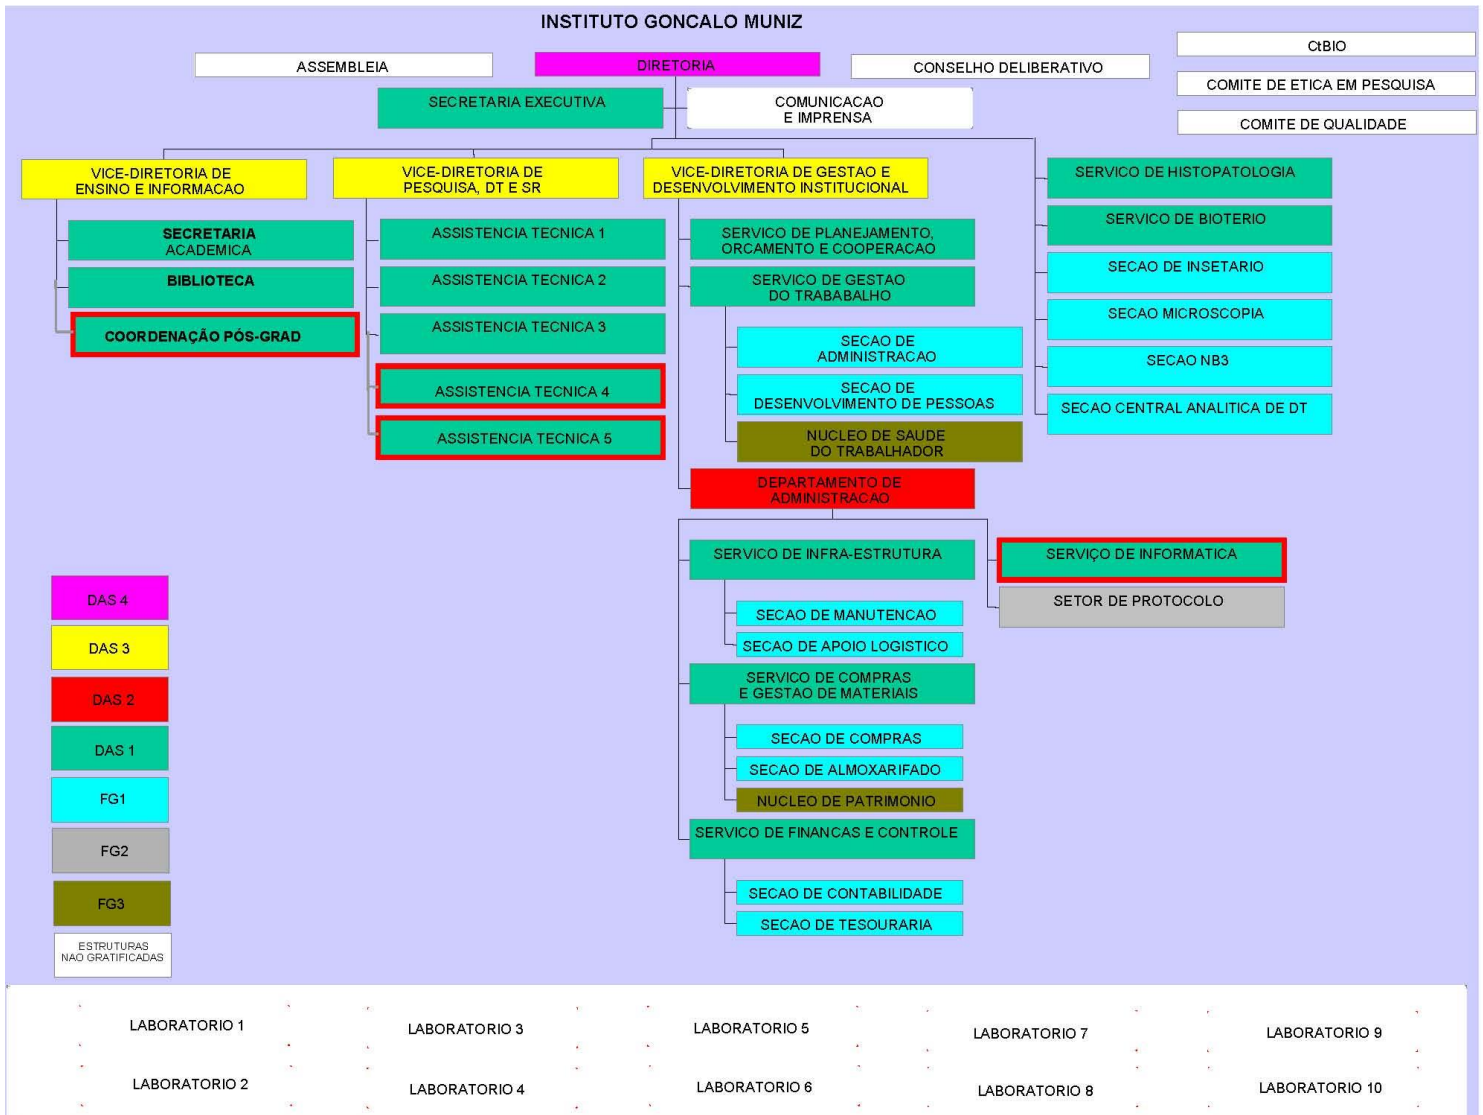 INSTITUTO GONCALO MUNIZ
ASSEMBLEIA
DIRETORIA
CONSELHO DELIBERATIVO
CtBIO
COMITE DE ETICA EM PESQUISA
COMITE DE QUALIDADE
SECRETARIA EXECUTIVA
COMUNICACAO
E IMPRENSA
VICE-DIRETORIA DE
ENSINO E INFORMACAO
SECRETARIA
ACADEMICA
BIBLIOTECA
COORDENAÇÃO PÓS-GRAD
VICE-DIRETORIA DE
PESQUISA, DT E SR
ASSISTENCIA TECNICA 1
ASSISTENCIA TECNICA 2
ASSISTENCIA TECNICA 3
ASSISTENCIA TECNICA 4
ASSISTENCIA TECNICA 5
VICE-DIRETORIA DE GESTAO E
DESENVOLVIMENTO INSTITUCIONAL
SERVICO DE PLANEJAMENTO,
ORCAMENTO E COOPERACAO
SERVICO DE GESTAO
DO TRABABALHO
SECAO DE
ADMINISTRACAO
SECAO DE
DESENVOLVIMENTO DE PESSOAS
NUCLEO DE SAUDE
DO TRABALHADOR
DEPARTAMENTO DE
ADMINISTRACAO
SERVICO DE INFRA-ESTRUTURA
SECAO DE MANUTENCAO
SECAO DE APOIO LOGISTICO
SERVICO DE COMPRAS
E GESTAO DE MATERIAIS
SECAO DE COMPRAS
SECAO DE ALMOXARIFADO
NUCLEO DE PATRIMONIO
SERVICO DE FINANCAS E CONTROLE
SECAO DE CONTABILIDADE
SECAO DE TESOURARIA
SERVIÇO DE INFORMATICA
SETOR DE PROTOCOLO
SERVICO DE HISTOPATOLOGIA
SERVICO DE BIOTERIO
SECAO DE INSETARIO
SECAO MICROSCOPIA
SECAO NB3
SECAO CENTRAL ANALITICA DE DT
DAS 4
DAS 3
DAS 2
DAS 1
FG1
FG2
FG3
ESTRUTURAS
NAO GRATIFICADAS
LABORATORIO 1
LABORATORIO 3
LABORATORIO 5
LABORATORIO 7
LABORATORIO 9
LABORATORIO 2
LABORATORIO 4
LABORATORIO 6
LABORATORIO 8
LABORATORIO 10